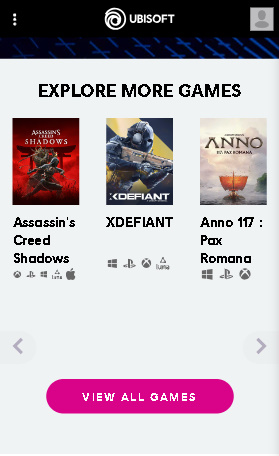 UBISOFT
EXPLORE MORE GAMES
ASSASSIN'S
CREED
SHADOWS
XDEFIANT
ANNO
117: PAX ROMANA
Assassin's
Creed
Shadows
XDEFIANT
Anno 117 :
Pax
Romana
luna
luna
VIEW ALL GAMES